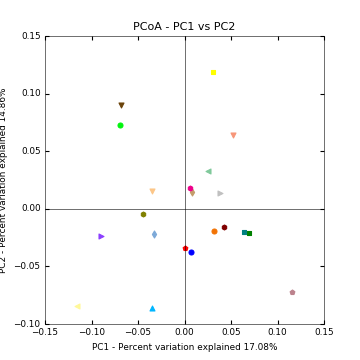 PCoA - PC1 vs PC2
0.15
0.10
0.05
0.00
−0.05
−0.10
PC2 - Percent variation explained 14.86%
−0.15 −0.10 −0.05 0.00 0.05 0.10 0.15
PC1 - Percent variation explained 17.08%